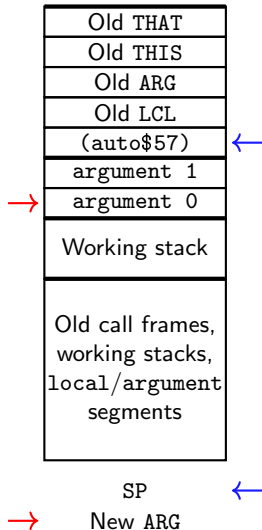 Old THAT
Old THIS
Old ARG
Old LCL
(auto$57)
argument 1
argument 0
Working stack
Old call frames,
working stacks,
local/argument
segments
SP
New ARG